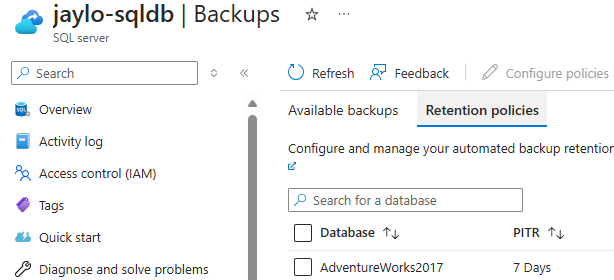 jaylo-sqldb | Backups ☆ ...
SQL server
Search
Refresh Feedback Configure policies
Overview
Activity log
Access control (IAM)
Tags
Quick start
Diagnose and solve problems
Available backups Retention policies
Configure and manage your automated backup retention
Search for a database
Database ↑↓ PITR ↑↓
AdventureWorks2017 7 Days